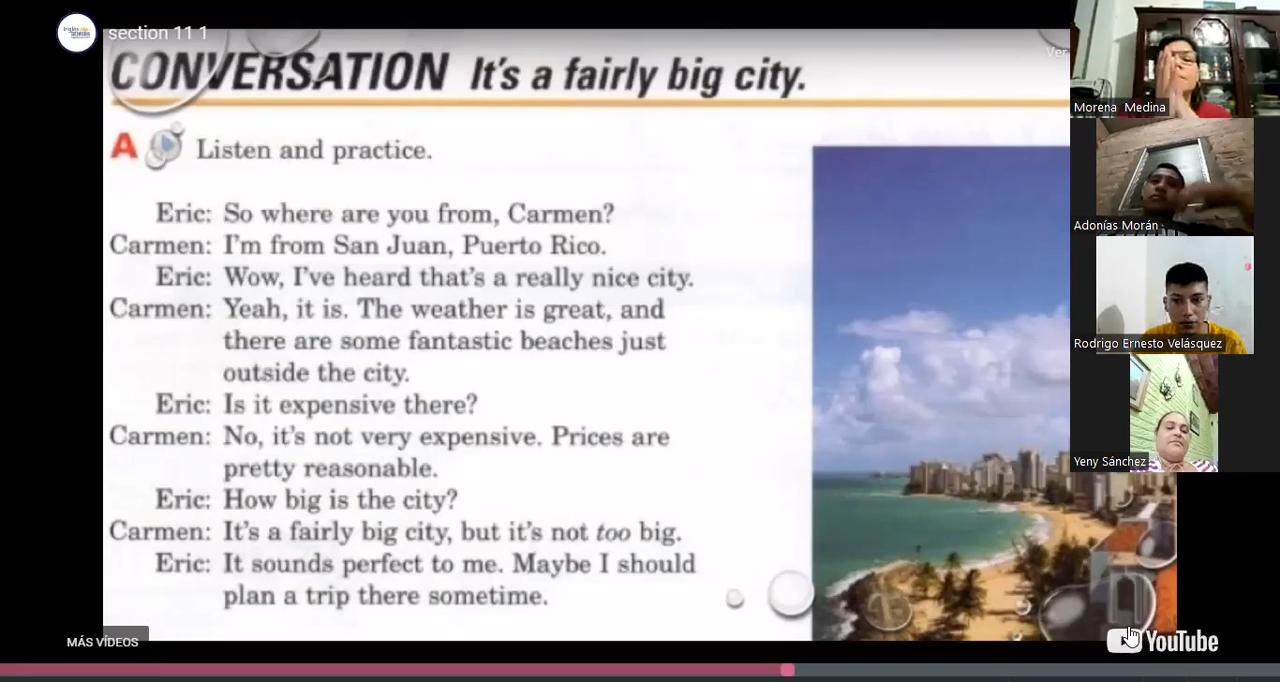 section 11 1
Ver
CONVERSATION It's a fairly big city.
A Listen and practice.
Eric: So where are you from, Carmen?
Carmen: I'm from San Juan, Puerto Rico.
Eric: Wow, I've heard that's a really nice city.
Carmen: Yeah, it is. The weather is great, and
there are some fantastic beaches just
outside the city.
Eric: Is it expensive there?
Carmen: No, it's not very expensive. Prices are
pretty reasonable.
Eric: How big is the city?
Carmen: It's a fairly big city, but it's not too big.
Eric: It sounds perfect to me. Maybe I should
plan a trip there sometime.
MÁS VÍDEOS
YouTube
Morena Medina
Adonías Morán
Rodrigo Ernesto Velásquez
Yeny Sánchez